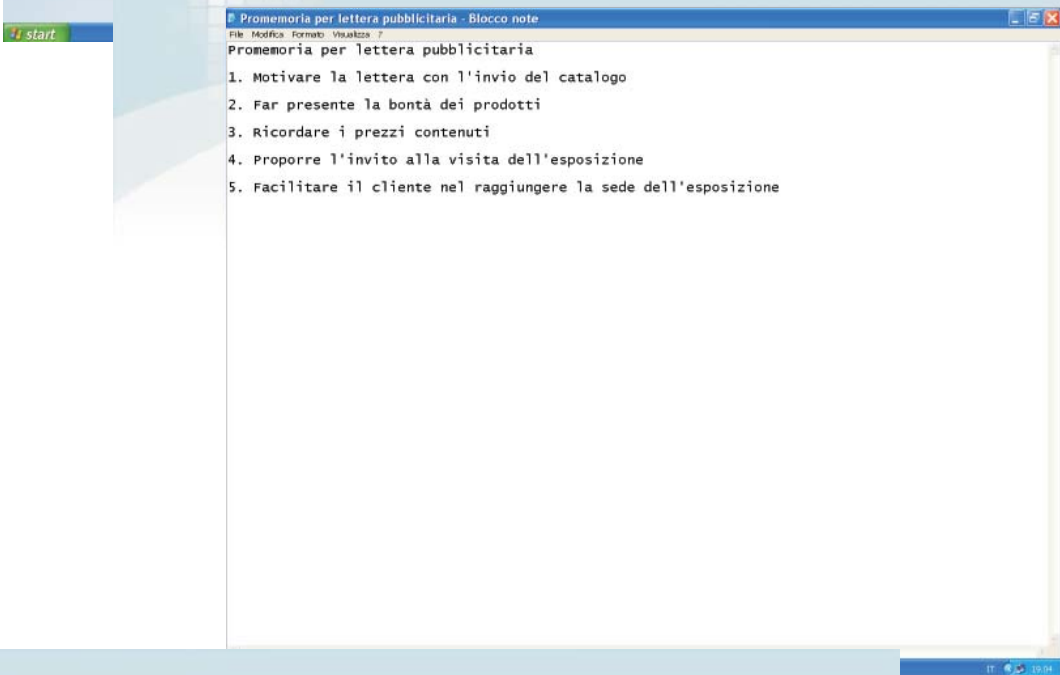 Promemoria per lettera pubblicitaria - Blocco note
start
File Modifica Formato Visualizza ?
Promemoria per lettera pubblicitaria
1. Motivare la lettera con l'invio del catalogo
2. Far presente la bontà dei prodotti
3. Ricordare i prezzi contenuti
4. Proporre l'invito alla visita dell'esposizione
5. Facilitare il cliente nel raggiungere la sede dell'esposizione
IT 19.04